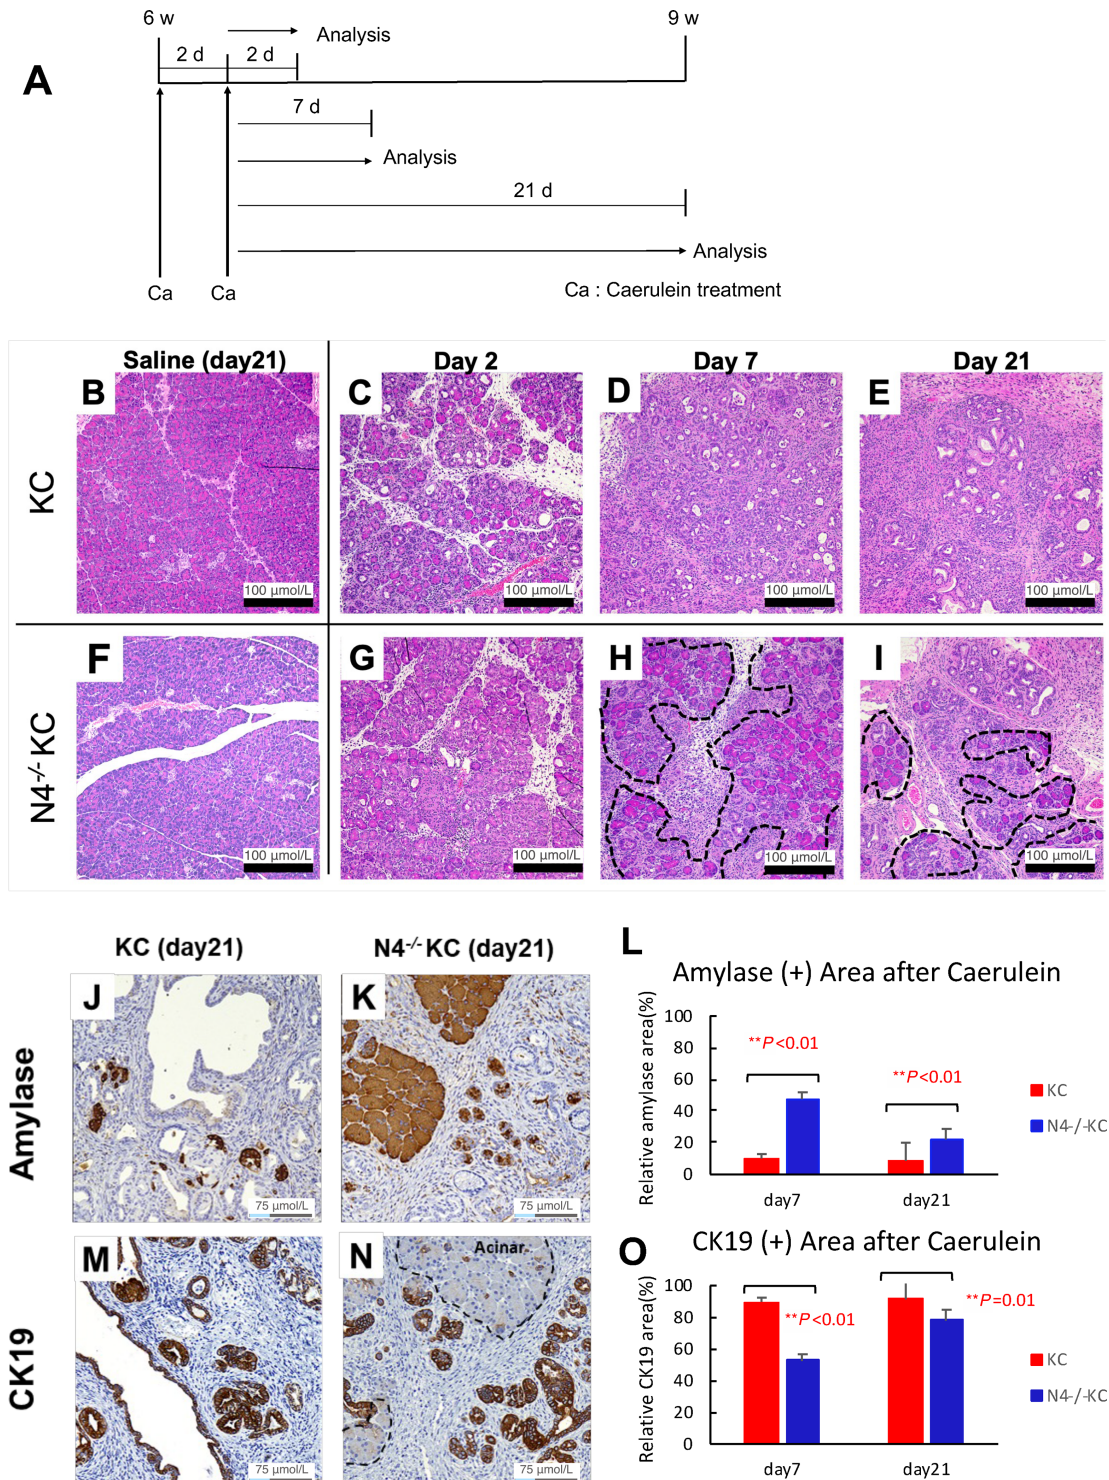 6 w
9 w
Analysis
2 d
2 d
A
7 d
Analysis
21 d
Analysis
Ca
Ca
Ca : Caerulein treatment
Saline (day21)
Day 2
Day 7
Day 21
B
C
D
E
KC
100 µmol/L
100 µmol/L
100 µmol/L
100 µmol/L
F
G
H
I
N4-/- KC
100 µmol/L
100 µmol/L
100 µmol/L
100 µmol/L
KC (day21)
N4-/- KC (day21)
J
K
Amylase
75 µmol/L
75 µmol/L
L
Amylase (+) Area after Caerulein
Relative amylase area(%)
100
80
60
40
20
0
**P<0.01
**P<0.01
KC
N4-/-KC
day7
day21
M
N
Acinar
CK19
75 µmol/L
75 µmol/L
O
CK19 (+) Area after Caerulein
Relative CK19 area(%)
100
80
60
40
20
0
**P<0.01
**P=0.01
KC
N4-/-KC
day7
day21